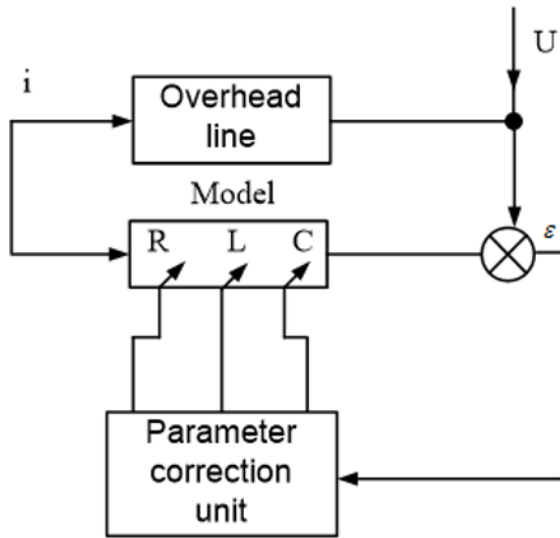 U
i
Overhead
line
Model
R L C
ε
Parameter
correction
unit